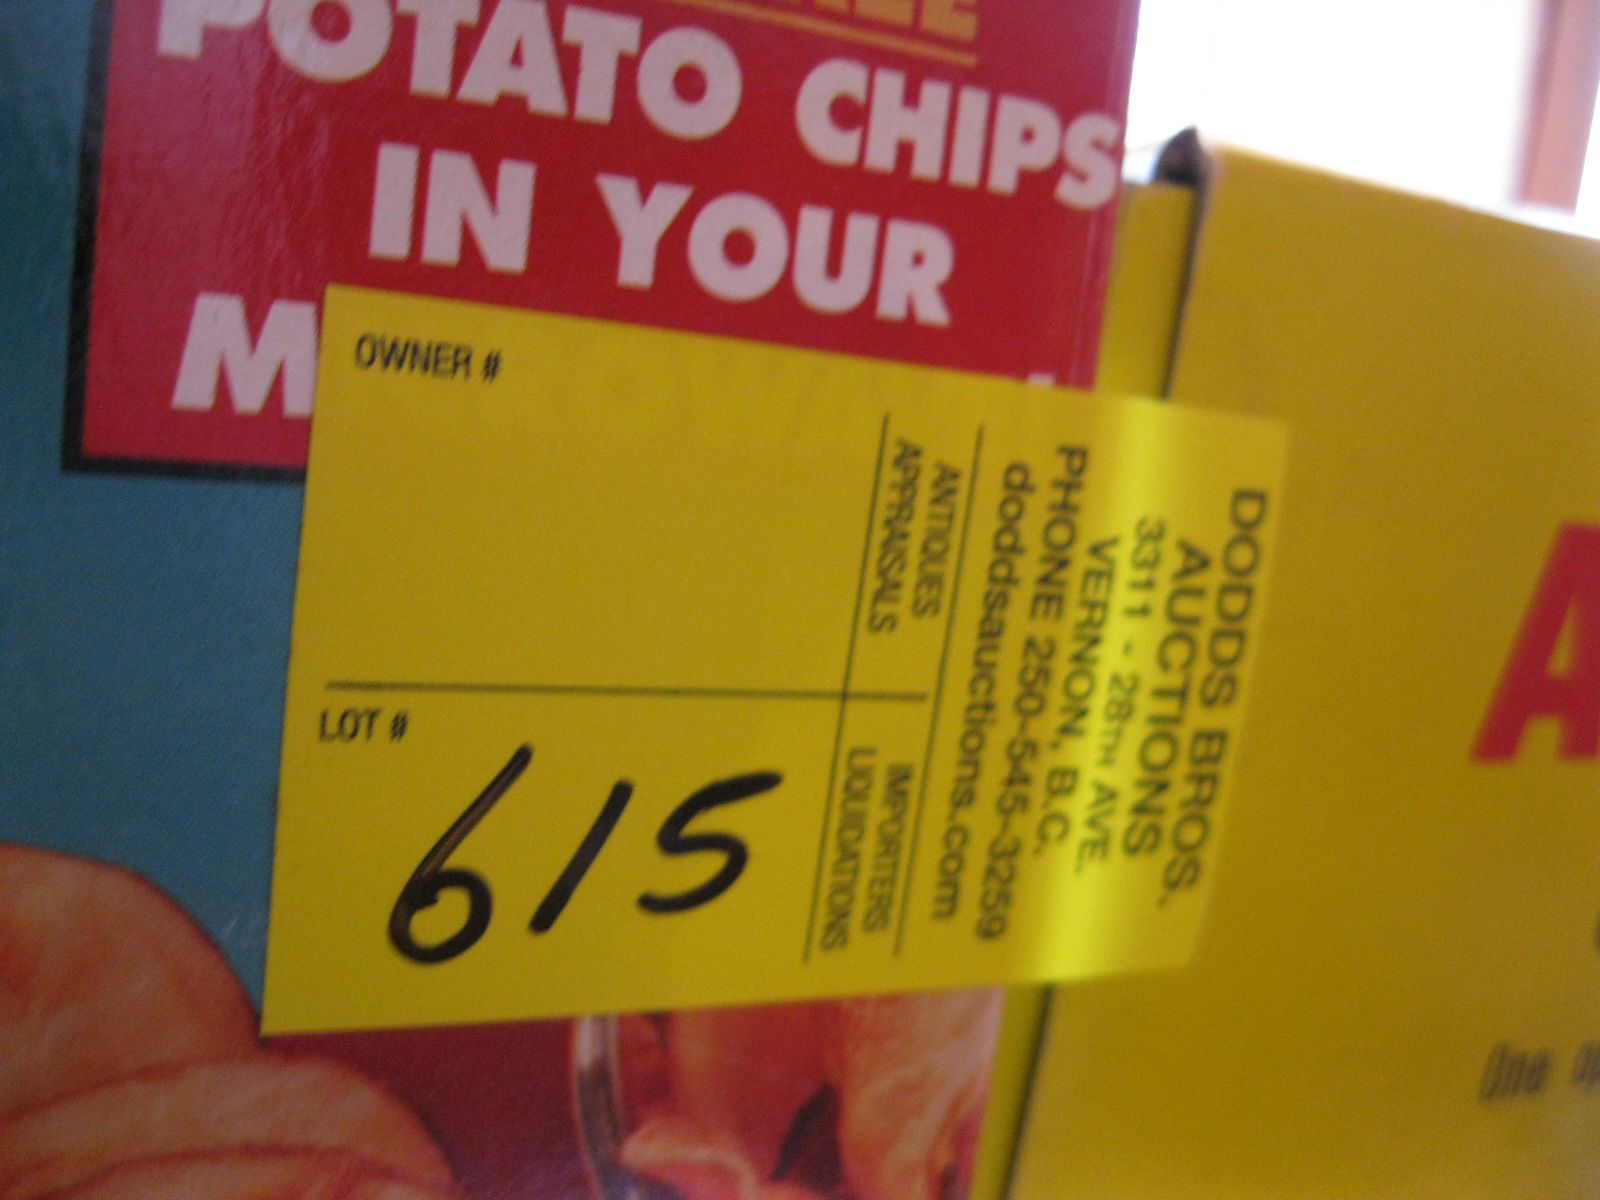 POTATO CHIPS
IN YOUR
OWNER #
LOT #
615
DODDS BROS.
AUCTIONS
3311 - 28TH AVE.
VERNON, B.C.
PHONE 250-545-3259
doddsauctions.com
ANTIQUES
APPRAISALS
IMPORTERS
LIQUIDATIONS
A
One